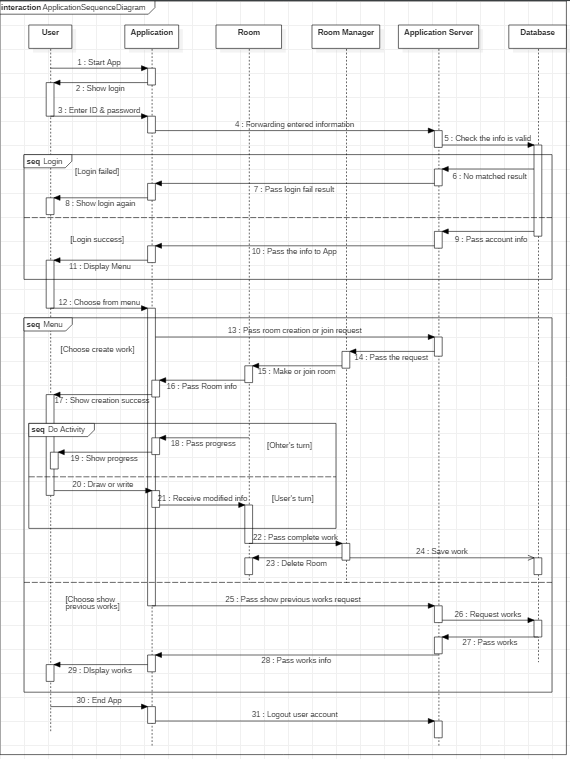 interaction ApplicationSequenceDiagram
User
Application
Room
Room Manager
Application Server
Database
1 : Start App
2 : Show login
3 : Enter ID & password
4 : Forwarding entered information
5 : Check the info is valid
seq Login
[Login failed]
6 : No matched result
7 : Pass login fail result
8 : Show login again
[Login success]
9 : Pass account info
10 : Pass the info to App
11 : Display Menu
12 : Choose from menu
seq Menu
13 : Pass room creation or join request
[Choose create work]
14 : Pass the request
15 : Make or join room
16 : Pass Room info
17 : Show creation success
seq Do Activity
18 : Pass progress
[Ohter's turn]
19 : Show progress
20 : Draw or write
21 : Receive modified info
[User's turn]
22 : Pass complete work
24 : Save work
23 : Delete Room
[Choose show
previous works]
25 : Pass show previous works request
26 : Request works
27 : Pass works
28 : Pass works info
29 : DIsplay works
30 : End App
31 : Logout user account